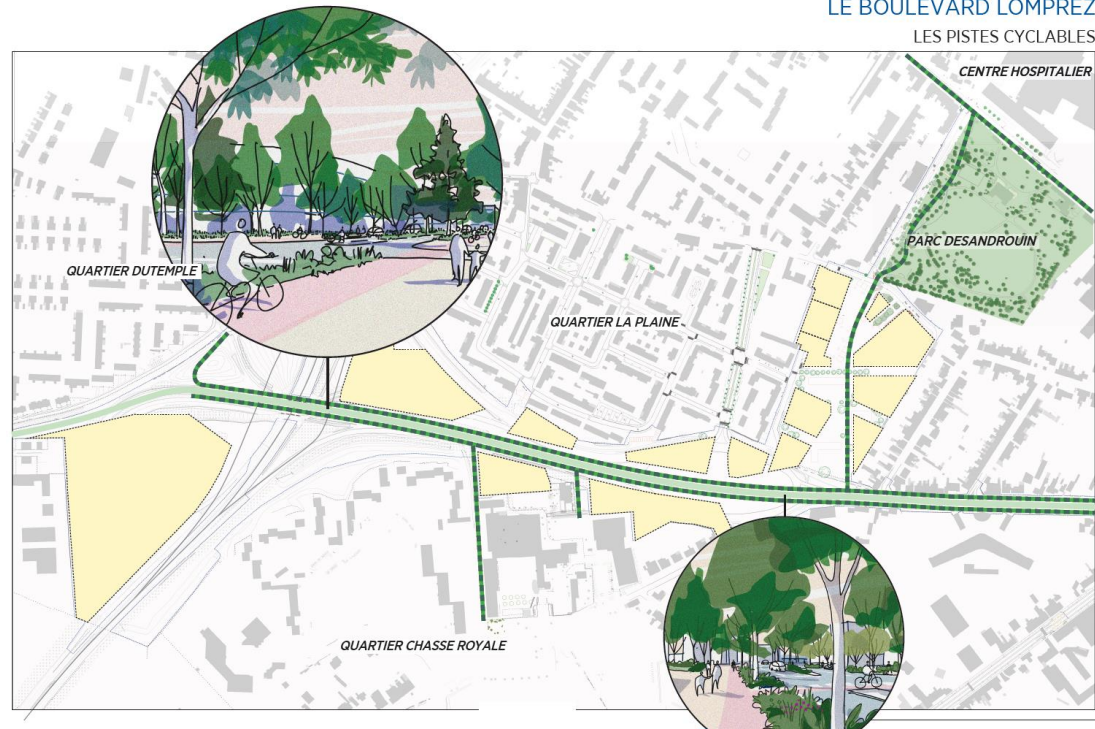 LE BOULEVARD LOMPREZ
LES PISTES CYCLABLES
CENTRE HOSPITALIER
PARC DESANDROUIN
QUARTIER DUTEMPLE
QUARTIER LA PLAINE
QUARTIER CHASSE ROYALE